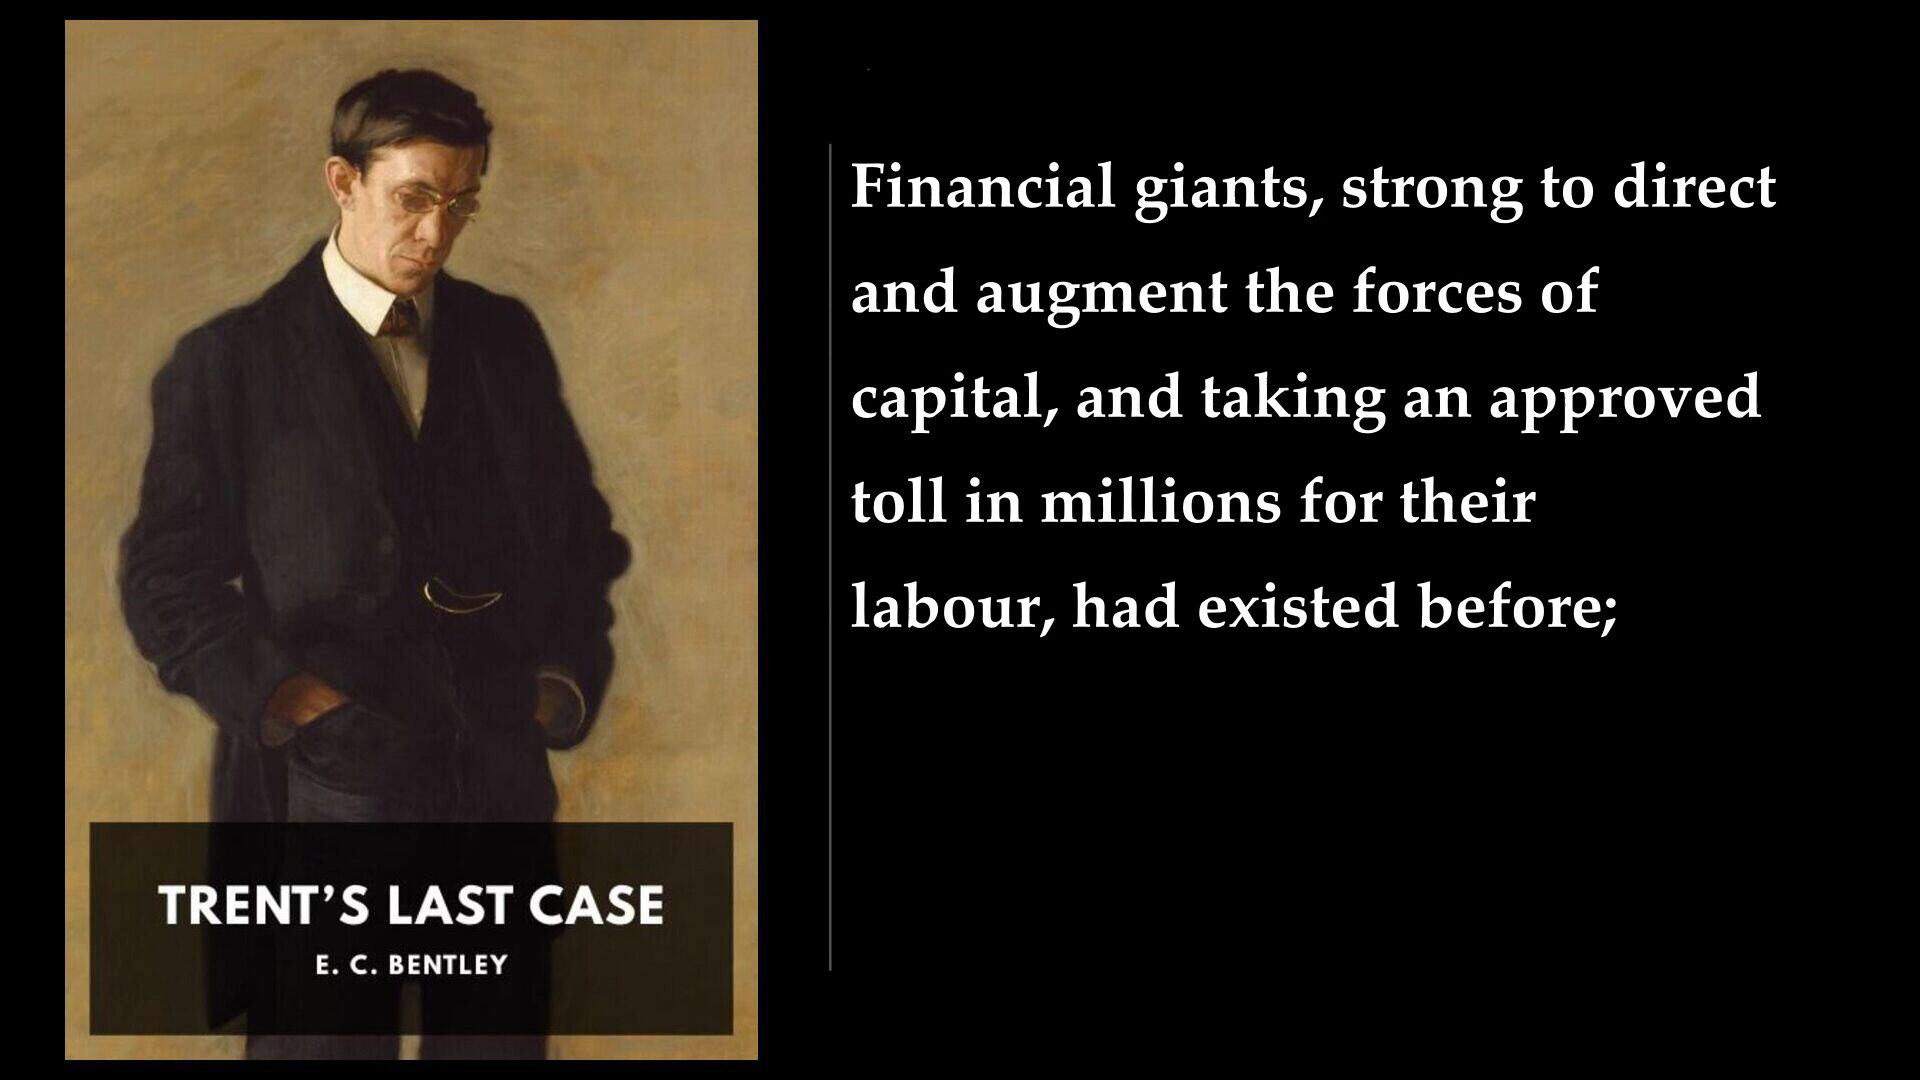 Financial giants, strong to direct
and augment the forces of
capital, and taking an approved
toll in millions for their
labour, had existed before;
TRENT’S LAST CASE
E. C. BENTLEY